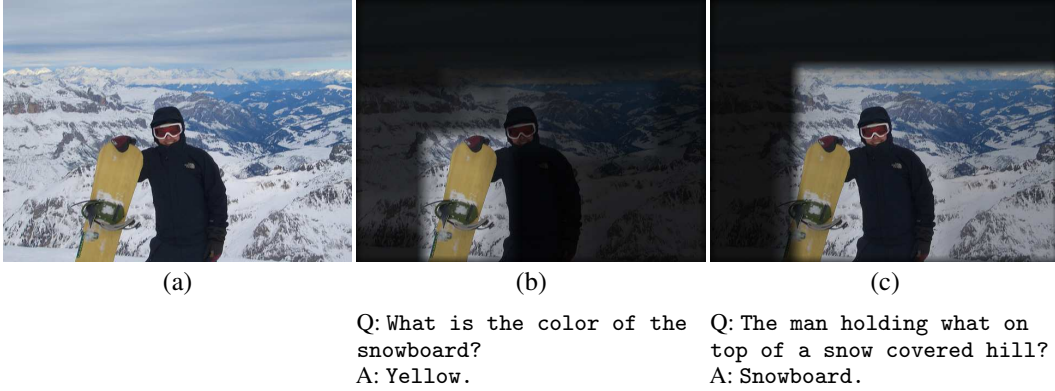 (a)
(b)
(c)
Q: What is the color of the
snowboard?
A: Yellow.
Q: The man holding what on
top of a snow covered hill?
A: Snowboard.